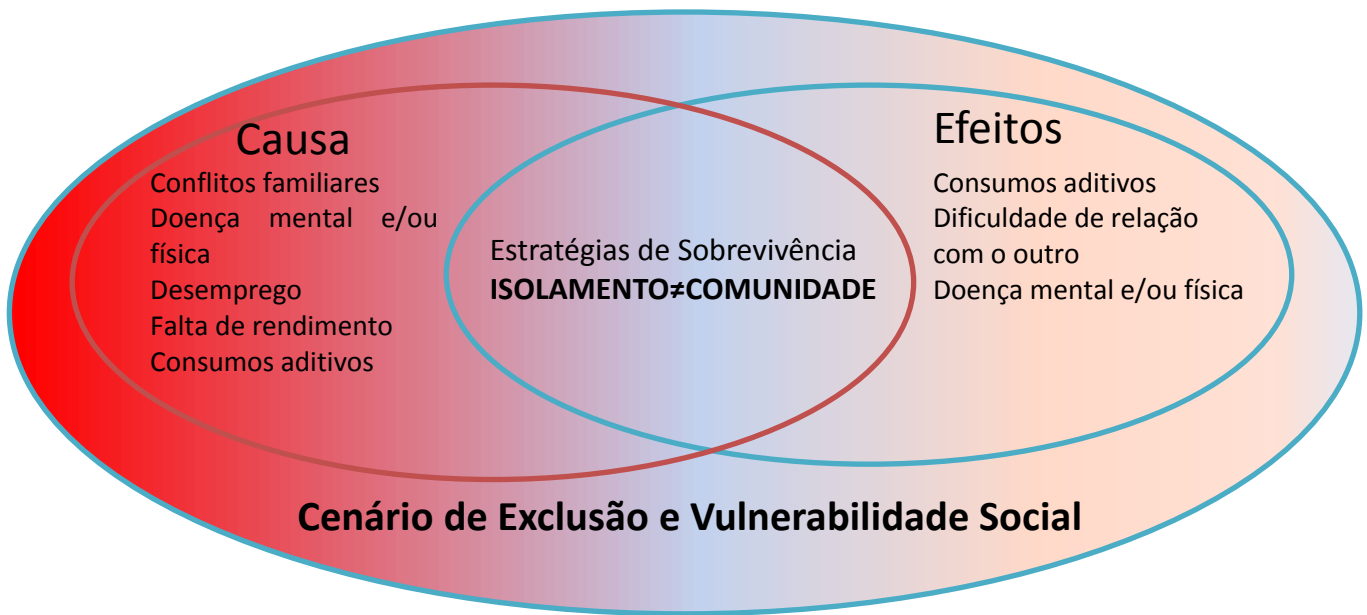 Causa
Conflitos familiares
Doença mental e/ou
física
Desemprego
Falta de rendimento
Consumos aditivos
Estratégias de Sobrevivência
ISOLAMENTO≠COMUNIDADE
Efeitos
Consumos aditivos
Dificuldade de relação
com o outro
Doença mental e/ou física
Cenário de Exclusão e Vulnerabilidade Social